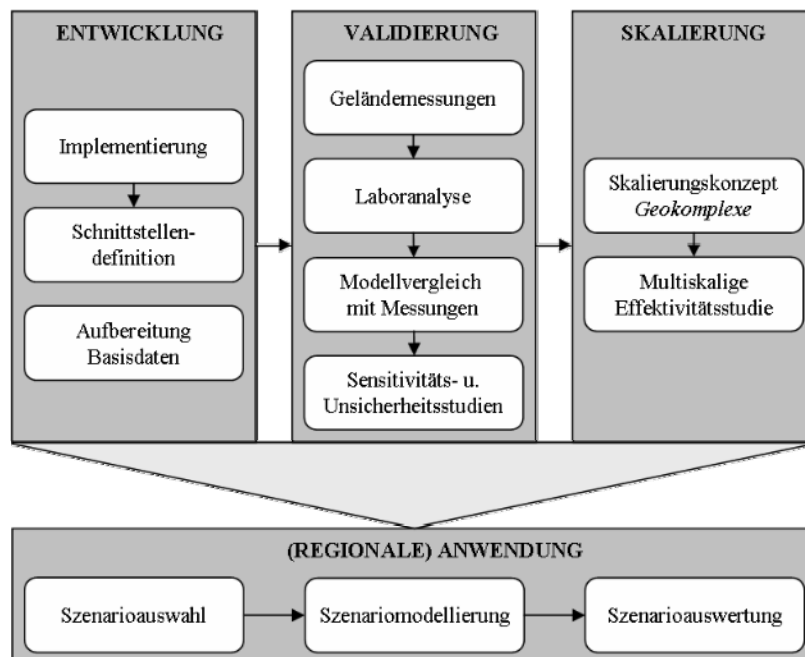 ENTWICKLUNG
Implementierung
Schnittstellen-
definition
Aufbereitung
Basisdaten
VALIDIERUNG
Geländemessungen
Laboranalyse
Modellvergleich
mit Messungen
Sensitivitäts- u.
Unsicherheitsstudien
SKALIERUNG
Skalierungskonzept
Geokomplexe
Multiskalige
Effektivitätsstudie
(REGIONALE) ANWENDUNG
Szenarioauswahl
Szenariomodellierung
Szenarioauswertung